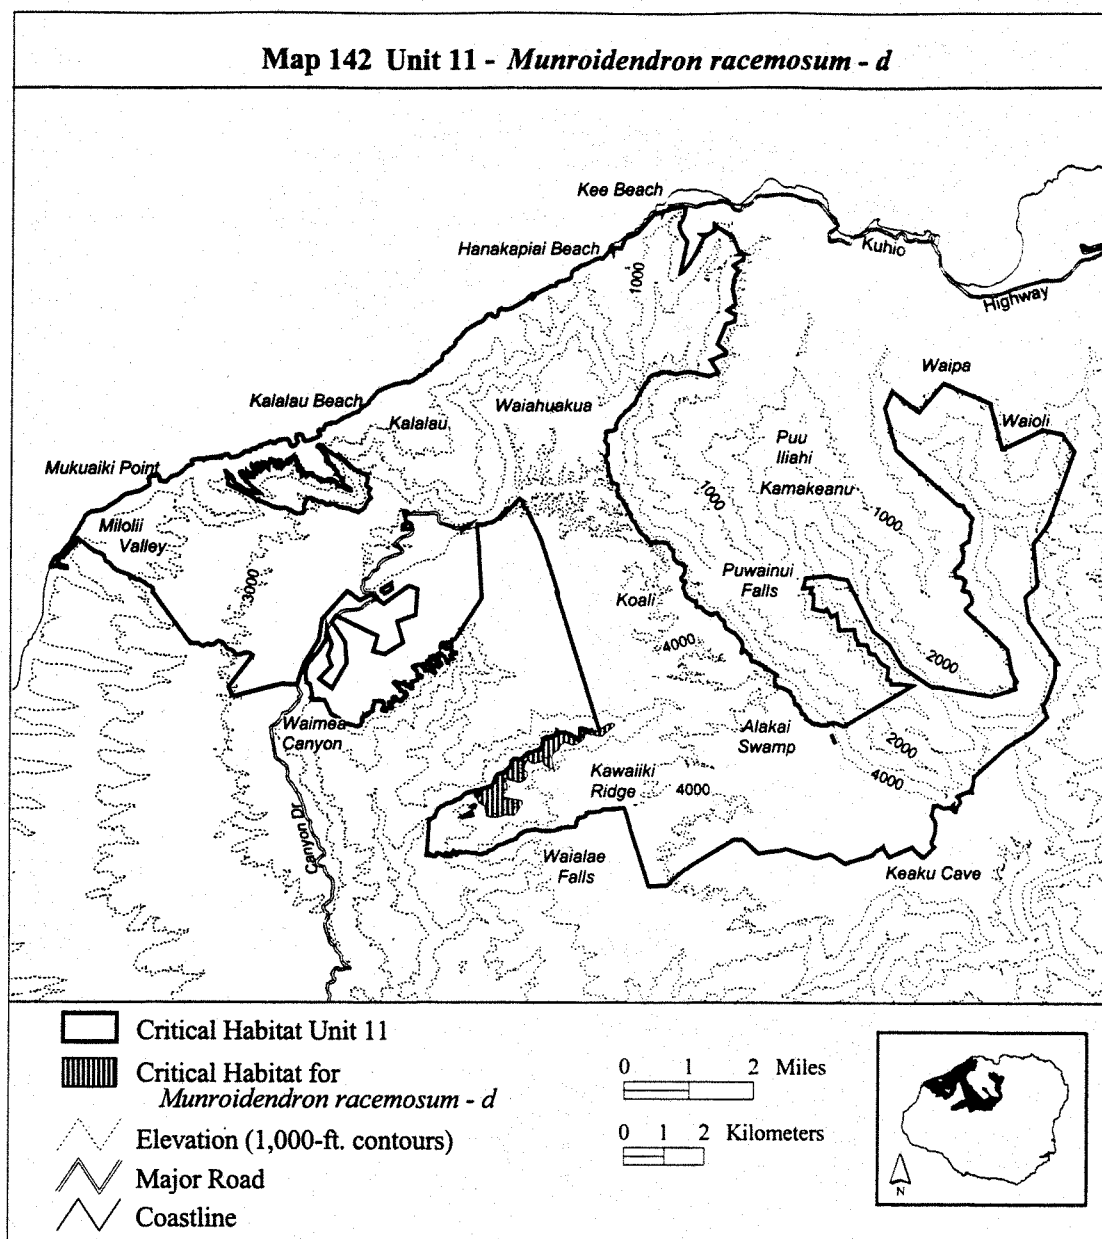 Map 142 Unit 11 - Munroidendron racemosum - d
Kee Beach
Hanakapiai Beach
Kuhio
Highway
1000
Waipa
Kalalau Beach
Waiahuakua
Kalalau
Waioli
Puu
Iliahi
Mukuaiki Point
Kamakeanu
1000
1000
Milolii
Valley
Puwainui
Falls
3000
Koali
4000
2000
Waimea
Canyon
Alakai
Swamp
2000
Kawaiiki
Ridge
4000
4000
Canyon Dr
Waialae
Falls
Keaku Cave
Critical Habitat Unit 11
Critical Habitat for
Munroidendron racemosum - d
Elevation (1,000-ft. contours)
Major Road
Coastline
0 1 2 Miles
0 1 2 Kilometers
N